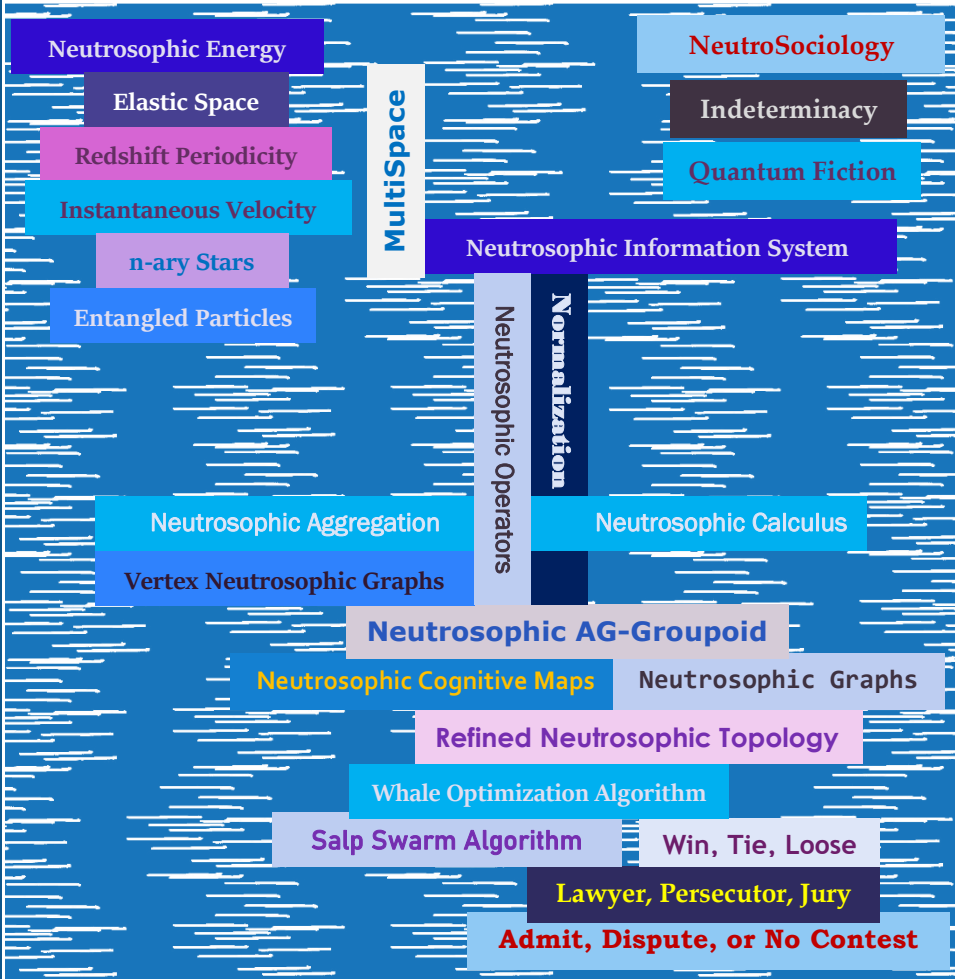 Neutrosophic Energy
NeutroSociology
Elastic Space
Indeterminacy
Redshift Periodicity
Quantum Fiction
MultiSpace
Instantaneous Velocity
Neutrosophic Information System
n-ary Stars
Entangled Particles
Neutrosophic Operators
Normalization
Neutrosophic Aggregation
Neutrosophic Calculus
Vertex Neutrosophic Graphs
Neutrosophic AG-Groupoid
Neutrosophic Cognitive Maps
Neutrosophic Graphs
Refined Neutrosophic Topology
Whale Optimization Algorithm
Salp Swarm Algorithm
Win, Tie, Loose
Lawyer, Persecutor, Jury
Admit, Dispute, or No Contest